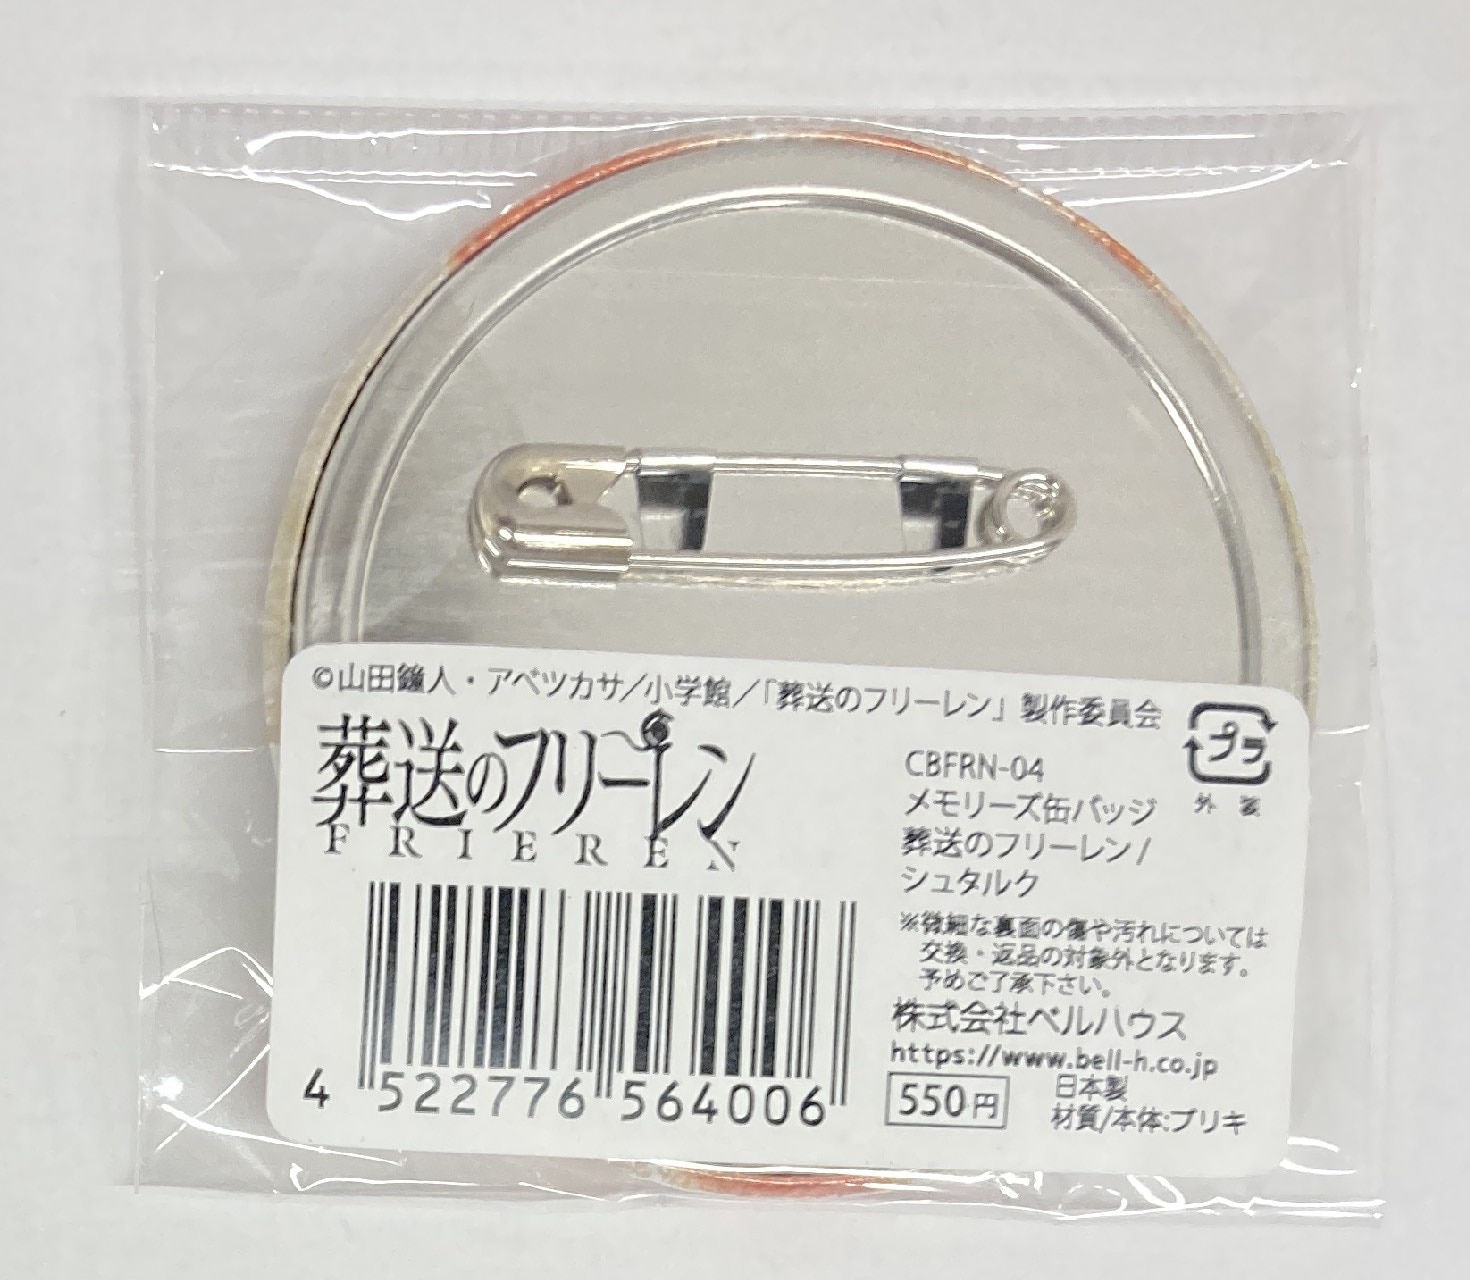 ©山田鐘人・アベツカサ/小学館/「葬送のフリーレン」製作委員会
葬送のフリーレン
FRIEREN
プラ
外装
CBFRN-04
メモリーズ缶バッジ
葬送のフリーレン/
シュタルク
※微細な裏面の傷や汚れについては
交換・返品の対象外となります。
予めご了承下さい。
株式会社ベルハウス
https://www.bell-h.co.jp
550円
日本製
材質/本体:ブリキ
4 522776 564006